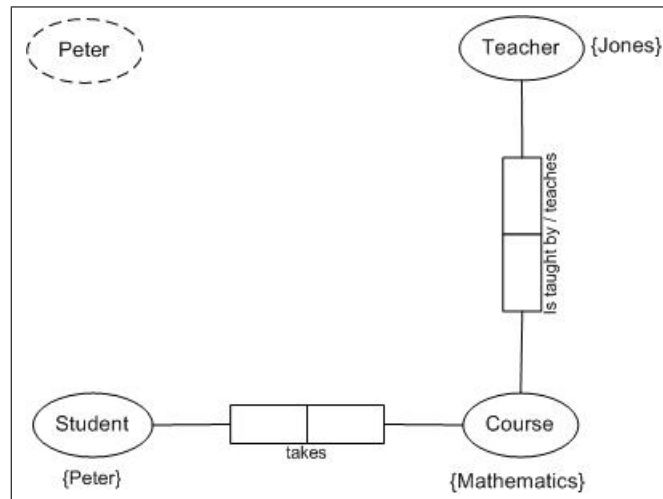 Peter
Teacher {Jones}
Is taught by / teaches
Student
takes
Course
{Peter}
{Mathematics}